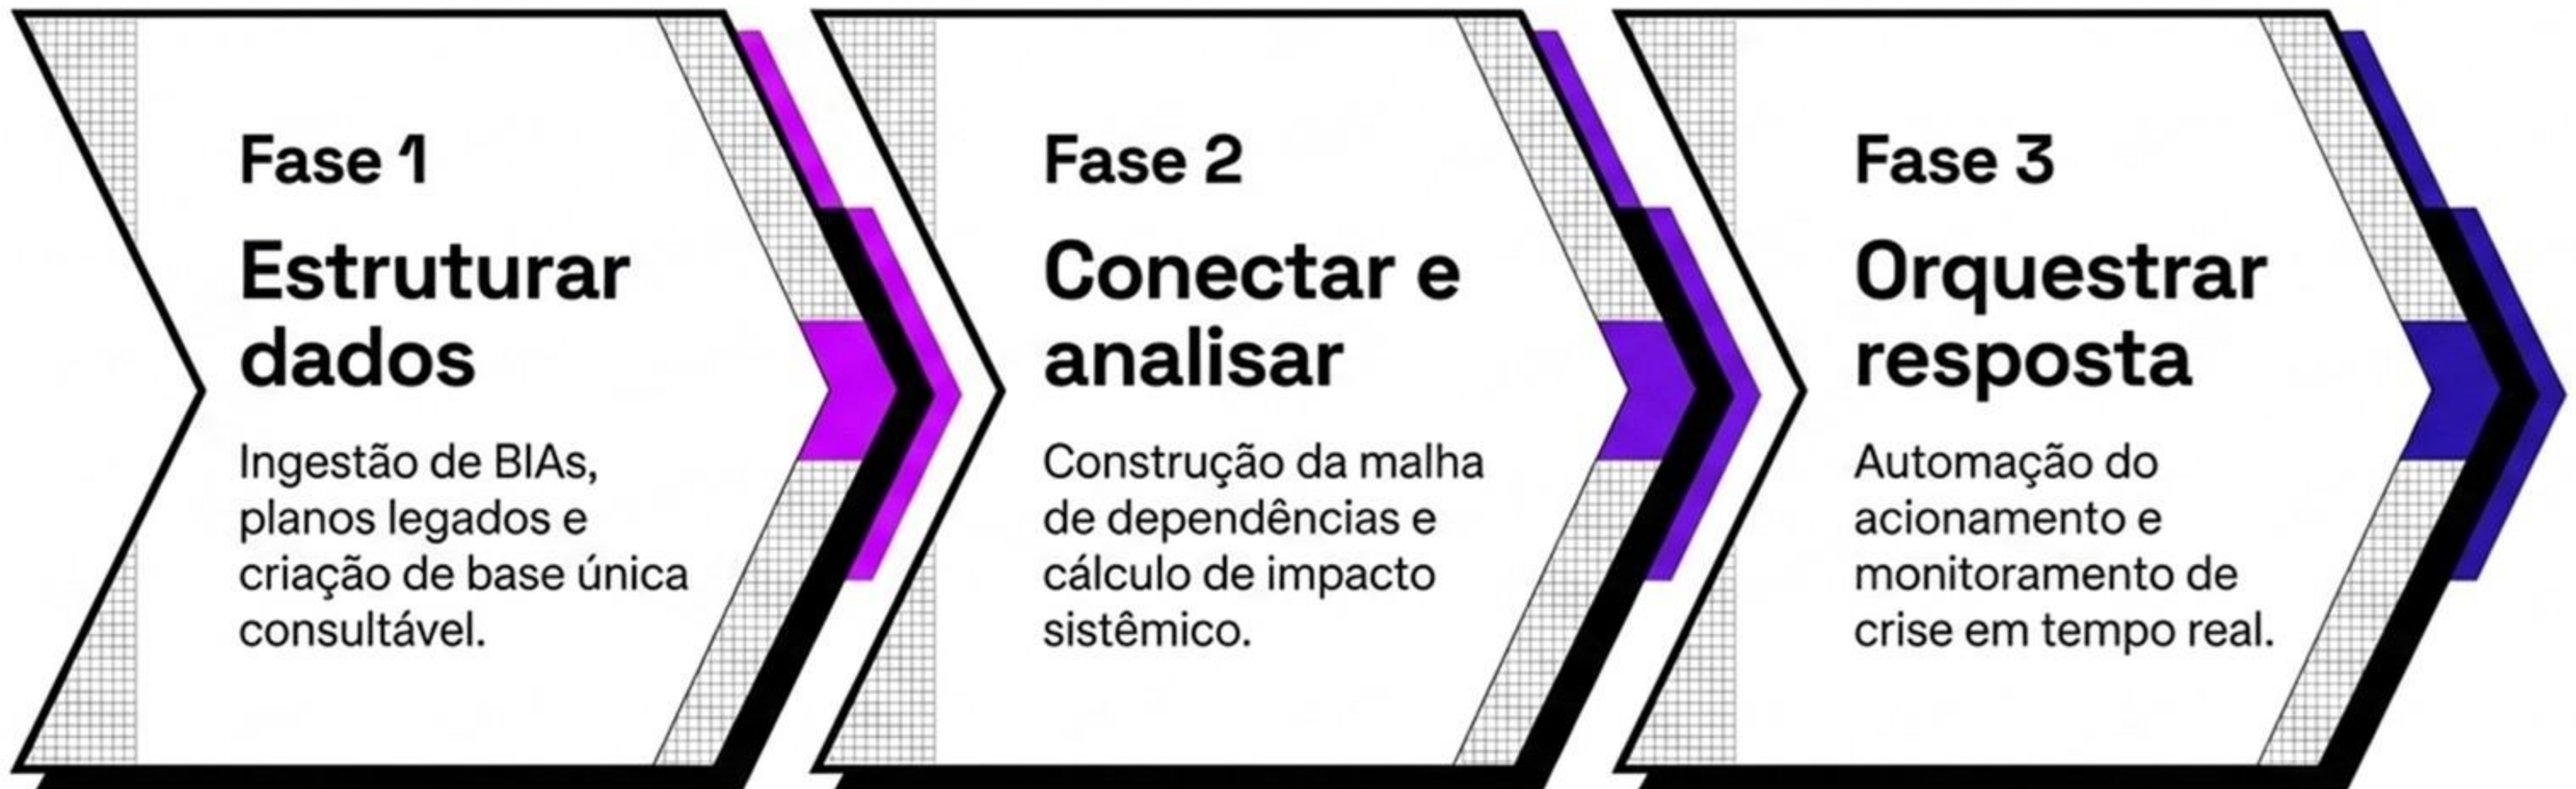 Fase 1
Estruturar
dados
Ingestão de BIAs,
planos legados e
criação de base única
consultável.
Fase 2
Conectar e
analisar
Construção da malha
de dependências e
cálculo de impacto
sistêmico.
Fase 3
Orquestrar
resposta
Automação do
acionamento e
monitoramento de
crise em tempo real.